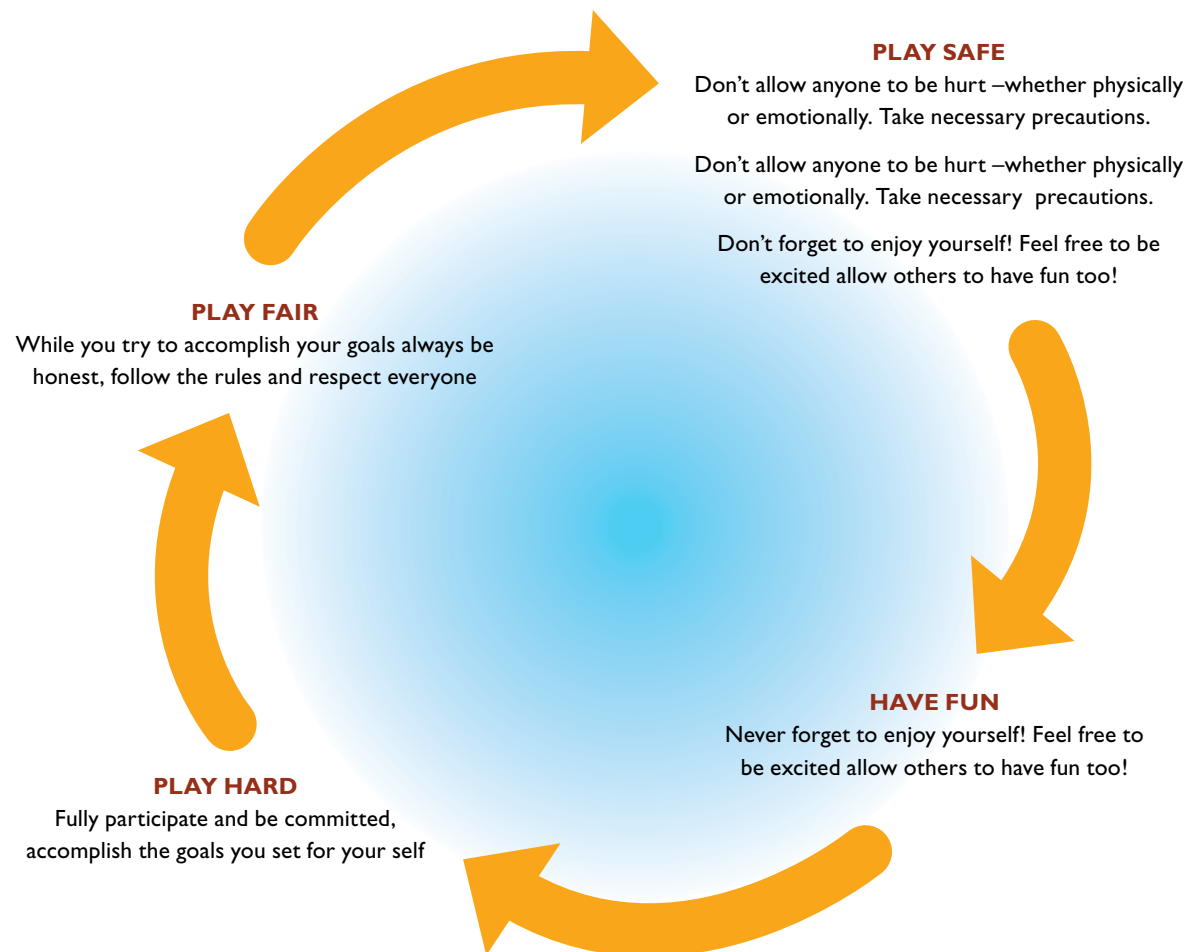 PLAY SAFE
Don’t allow anyone to be hurt –whether physically
or emotionally. Take necessary precautions.
Don’t allow anyone to be hurt –whether physically
or emotionally. Take necessary  precautions.
Don’t forget to enjoy yourself! Feel free to be
excited allow others to have fun too!
PLAY FAIR
While you try to accomplish your goals always be
honest, follow the rules and respect everyone
HAVE FUN
Never forget to enjoy yourself! Feel free to
be excited allow others to have fun too!
PLAY HARD
Fully participate and be committed,
accomplish the goals you set for your self